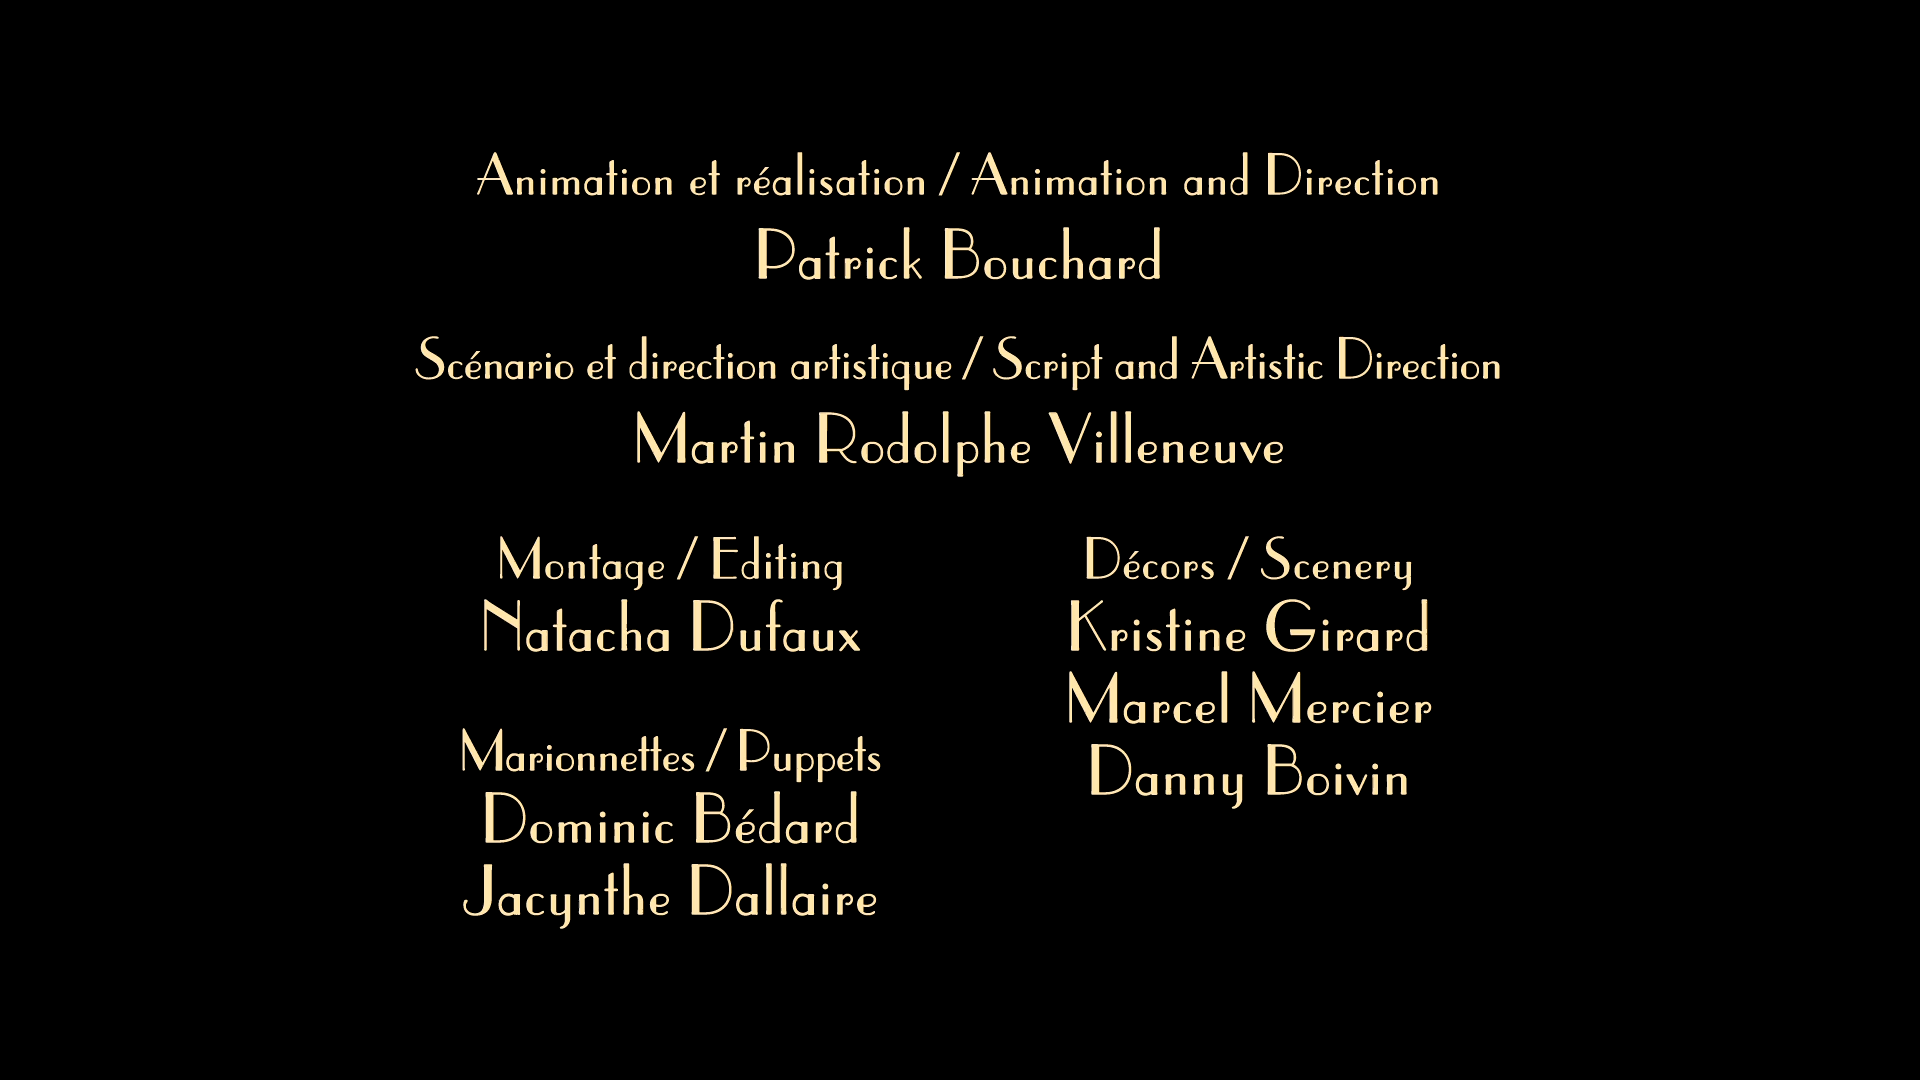 Animation et réalisation / Animation and Direction
Patrick Bouchard
Scénario et direction artistique / Script and Artistic Direction
Martin Rodolphe Villeneuve
Montage / Editing
Natacha Dufaux
Marionnettes / Puppets
Dominic Bédard
Jacynthe Dallaire
Décors / Scenery
Kristine Girard
Marcel Mercier
Danny Boivin